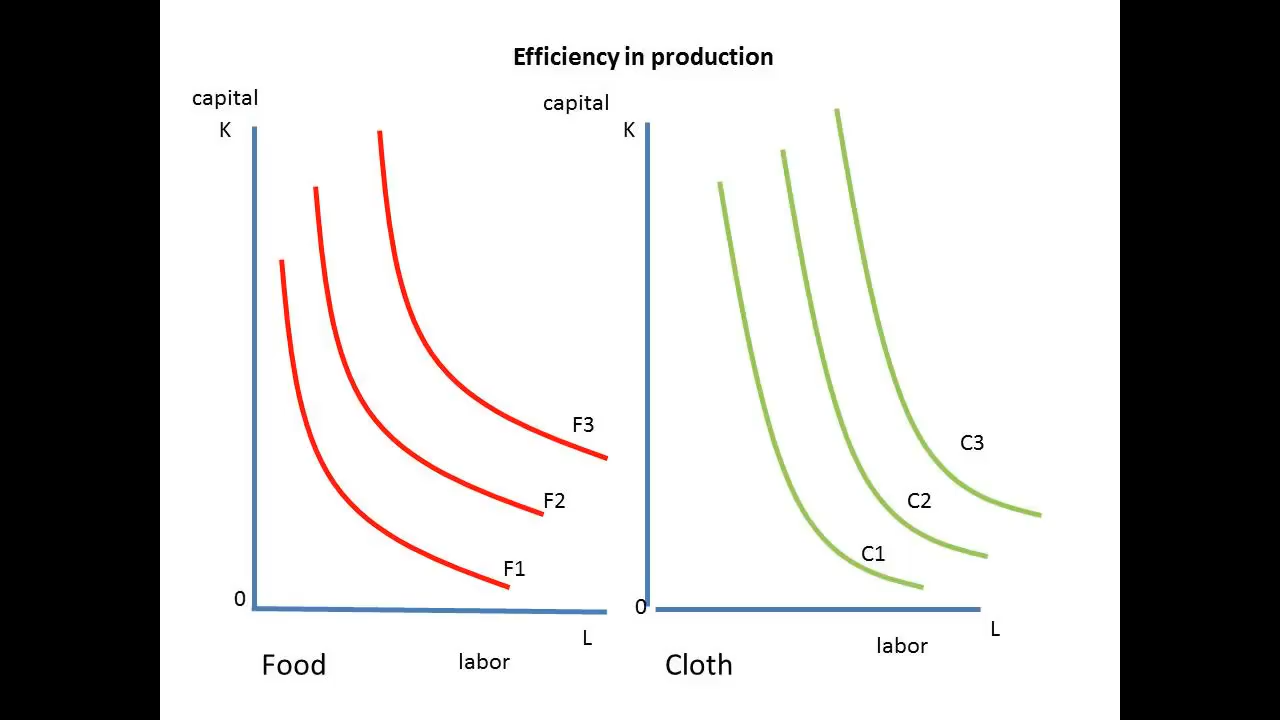 Efficiency in production
capital
K
F3
F2
F1
0
L
labor
Food
capital
K
C3
C2
C1
0
L
labor
Cloth